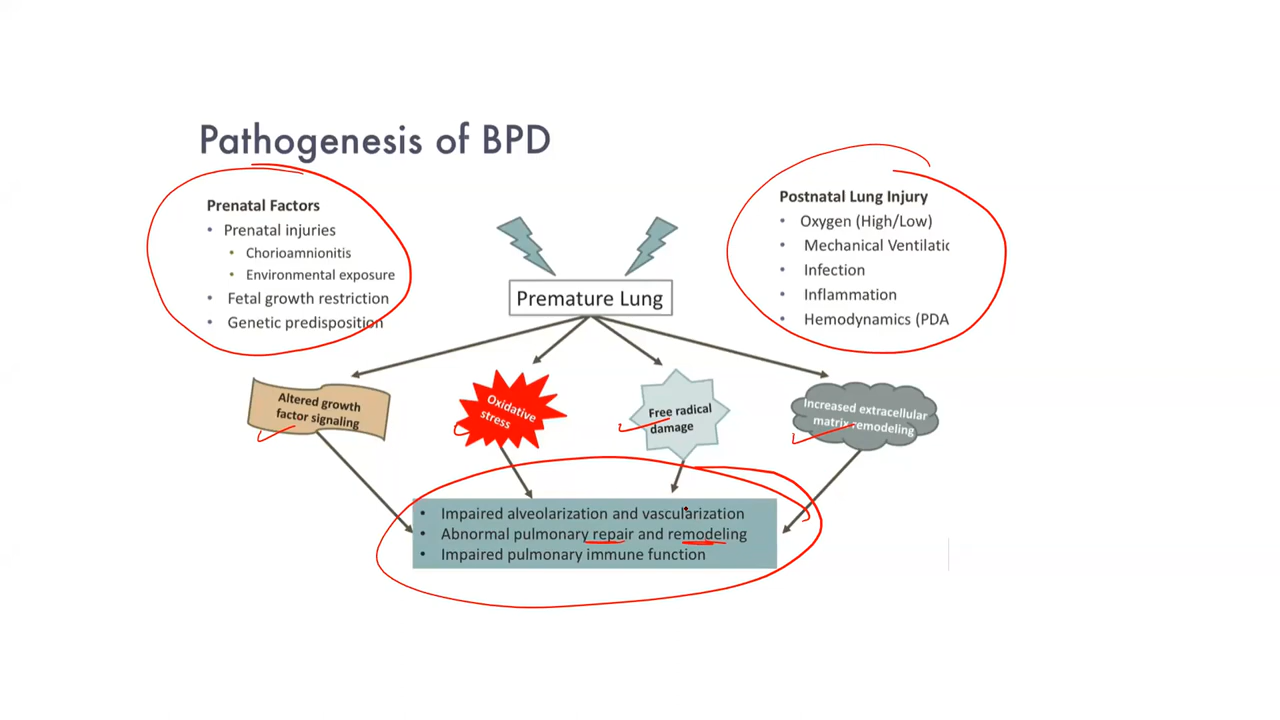 Pathogenesis of BPD
Prenatal Factors
• Prenatal injuries
• Chorioamnionitis
• Environmental exposure
• Fetal growth restriction
• Genetic predisposition
Postnatal Lung Injury
• Oxygen (High/Low)
• Mechanical Ventilatic
• Infection
• Inflammation
• Hemodynamics (PDA
Premature Lung
Altered growth
factor signaling
Oxidative
stress
Free radical
damage
Increased extracellular
matrix remodeling
• Impaired alveolarization and vascularization
• Abnormal pulmonary repair and remodeling
• Impaired pulmonary immune function